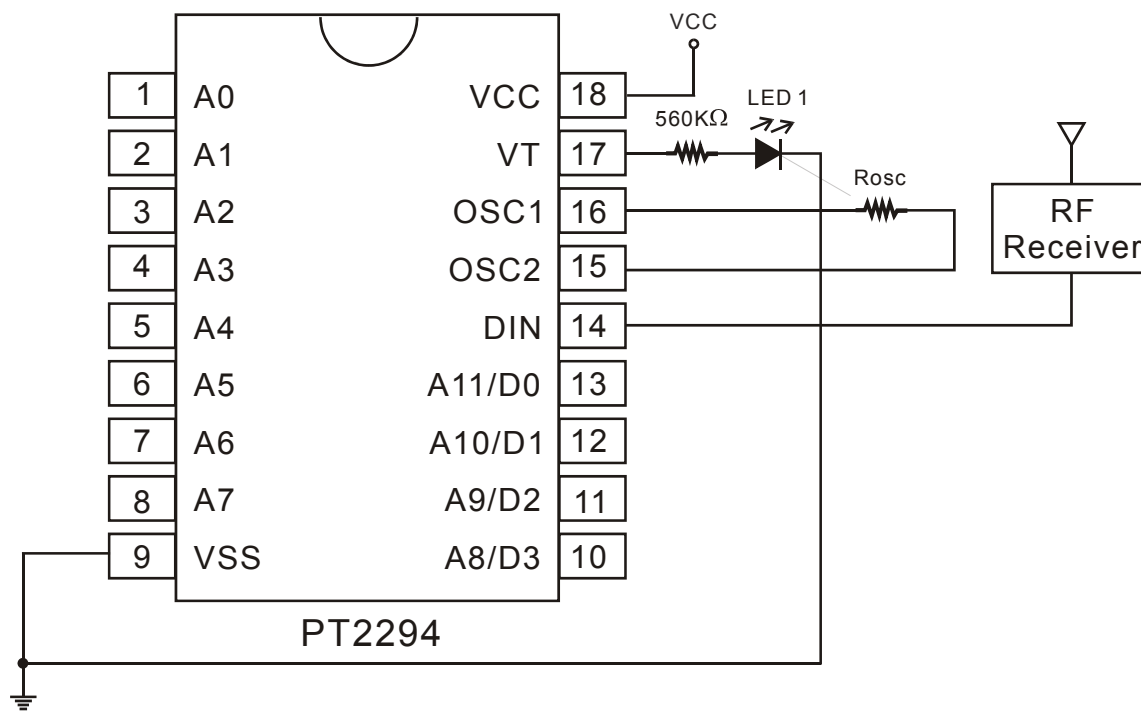 VCC
1 A0 VCC 18
LED 1
560KΩ
2 A1 VT 17
Rosc
3 A2 OSC1 16
RF
Receiver
4 A3 OSC2 15
5 A4 DIN 14
6 A5 A11/D0 13
7 A6 A10/D1 12
8 A7 A9/D2 11
9 VSS A8/D3 10
PT2294